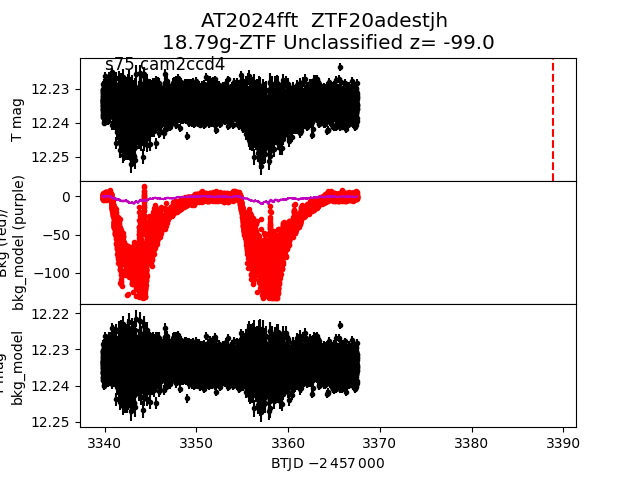 AT2024fft  ZTF20adestjh
18.79g-ZTF Unclassified z= -99.0
s75 cam2ccd4
12.23
12.24
12.25
T mag
0
−50
−100
bkg_model (purple)
12.22
12.23
12.24
12.25
bkg_model
3340 3350 3360 3370 3380 3390
BTJD −2 457 000